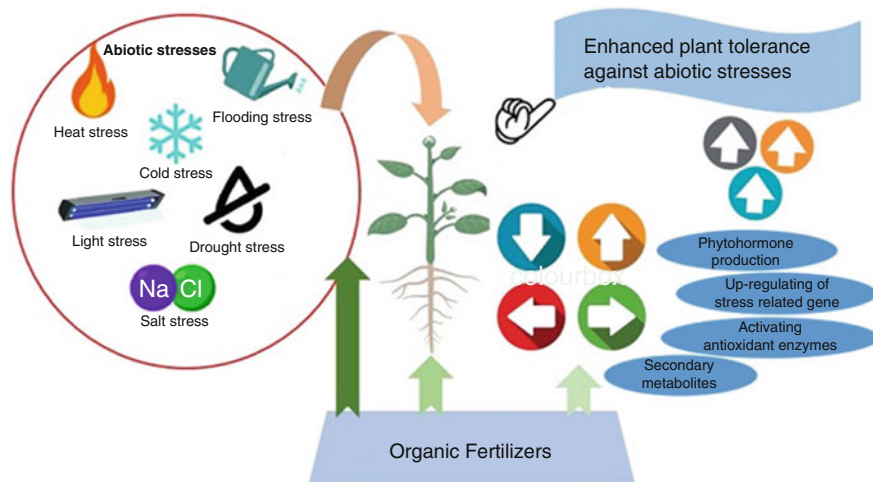 Abiotic stresses
Heat stress
Flooding stress
Cold stress
Light stress
Drought stress
Na Cl
Salt stress
Enhanced plant tolerance
against abiotic stresses
colourbox
Phytohormone
production
Up-regulating of
stress related gene
Activating
antioxidant enzymes
Secondary
metabolites
Organic Fertilizers